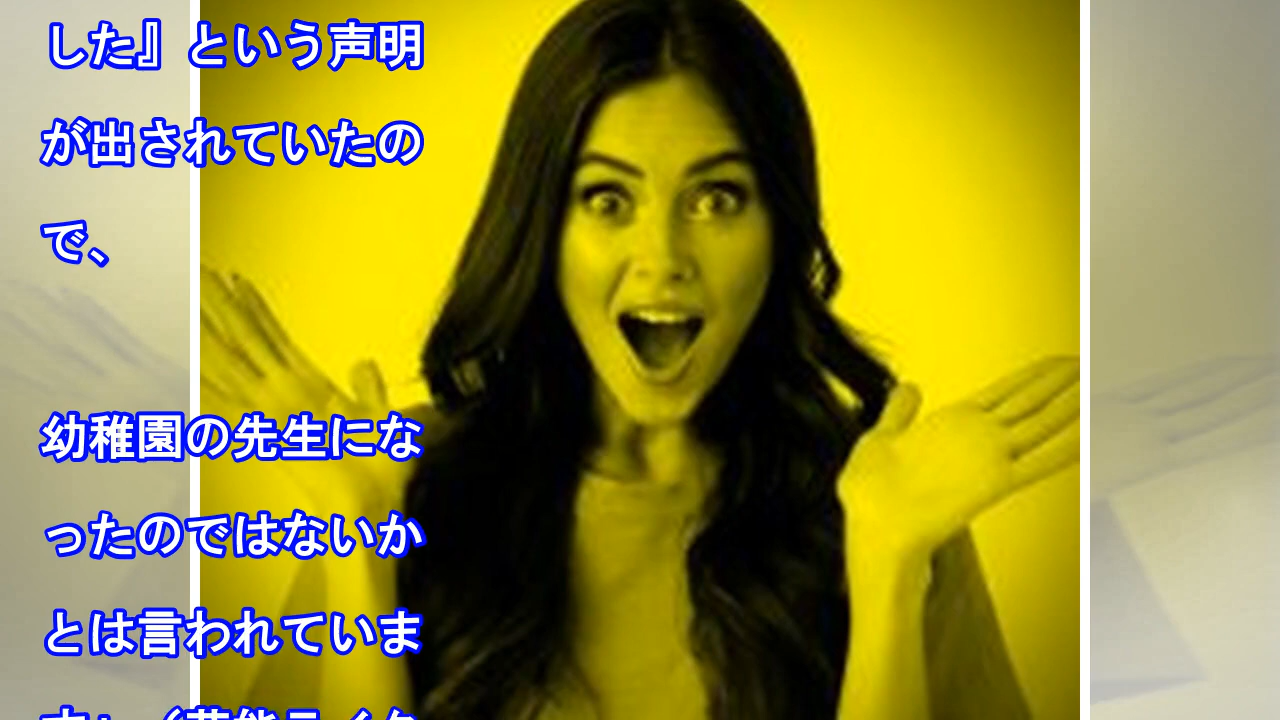 した』という声明
が出されていたの
で、
幼稚園の先生にな
ったのではないか
とは言われていま